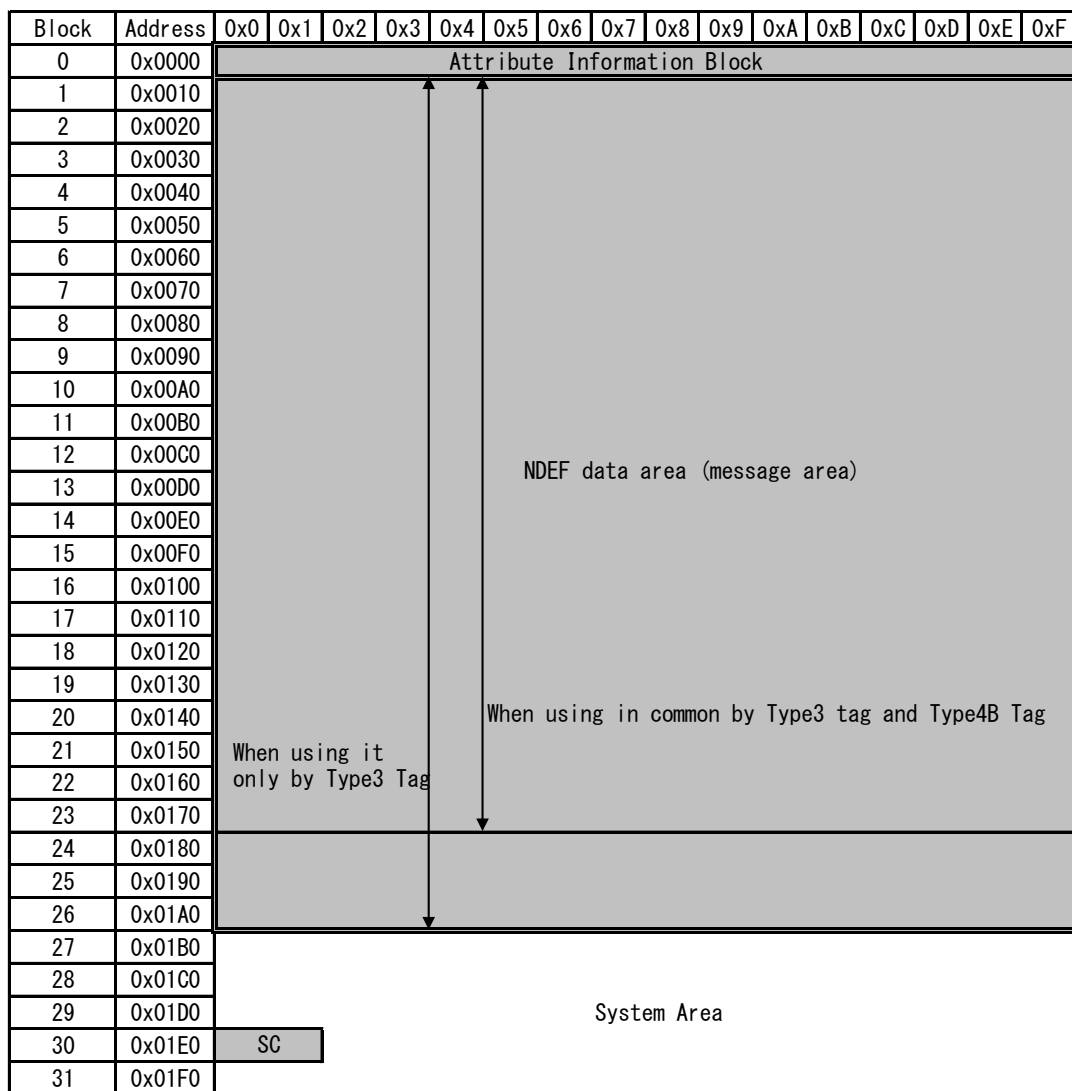 Block Address 0x0 0x1 0x2 0x3 0x4 0x5 0x6 0x7 0x8 0x9 0xA 0xB 0xC 0xD 0xE 0xF
0 0x0000 Attribute Information Block
1 0x0010
2 0x0020
3 0x0030
4 0x0040
5 0x0050
6 0x0060
7 0x0070
8 0x0080
9 0x0090
10 0x00A0
11 0x00B0
12 0x00C0
NDEF data area (message area)
13 0x00D0
14 0x00E0
15 0x00F0
16 0x0100
17 0x0110
18 0x0120
19 0x0130
20 0x0140 When using in common by Type3 tag and Type4B Tag
21 0x0150 When using it
22 0x0160 only by Type3 Tag
23 0x0170
24 0x0180
25 0x0190
26 0x01A0
27 0x01B0
28 0x01C0
29 0x01D0 System Area
30 0x01E0 SC
31 0x01F0